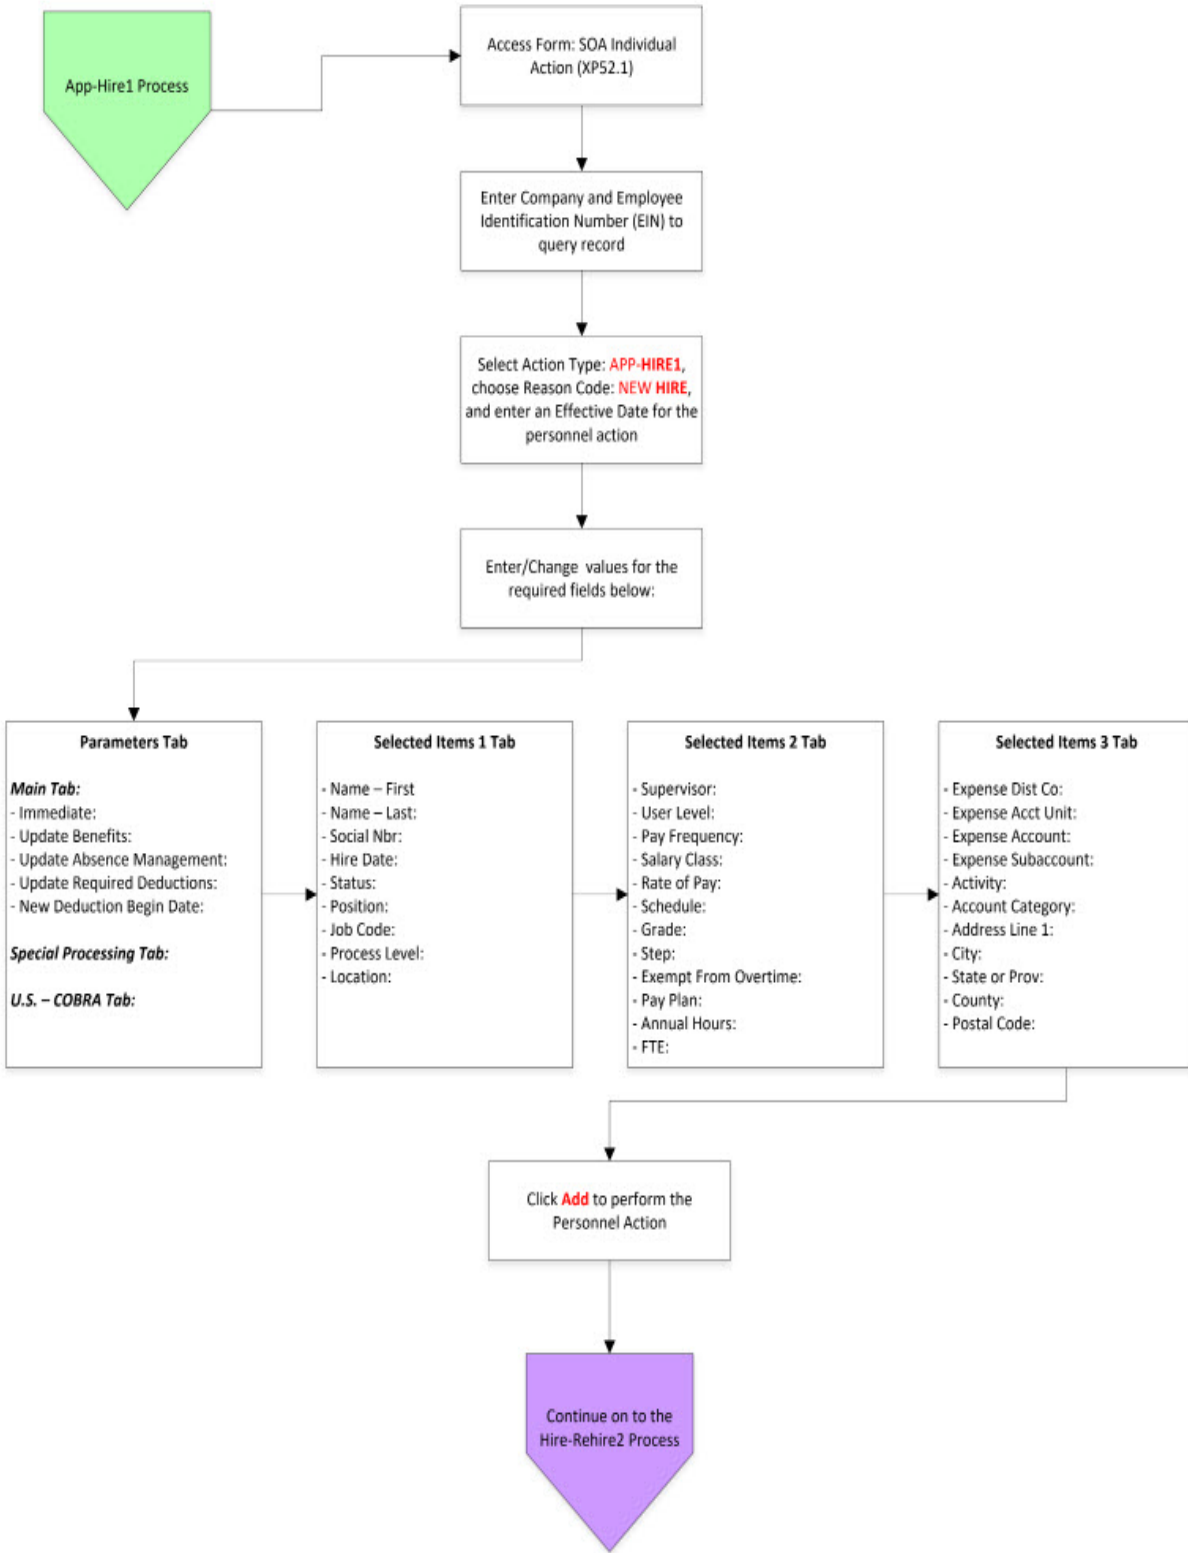 App-Hire1 Process
Access Form: SOA Individual
Action (XP52.1)
Enter Company and Employee
Identification Number (EIN) to
query record
Select Action Type: APP-HIRE1,
choose Reason Code: NEW HIRE,
and enter an Effective Date for the
personnel action
Enter/Change values for the
required fields below:
Parameters Tab
Main Tab:
- Immediate:
- Update Benefits:
- Update Absence Management:
- Update Required Deductions:
- New Deduction Begin Date:
Special Processing Tab:
U.S. – COBRA Tab:
Selected Items 1 Tab
- Name – First
- Name – Last:
- Social Nbr:
- Hire Date:
- Status:
- Position:
- Job Code:
- Process Level:
- Location:
Selected Items 2 Tab
- Supervisor:
- User Level:
- Pay Frequency:
- Salary Class:
- Rate of Pay:
- Schedule:
- Grade:
- Step:
- Exempt From Overtime:
- Pay Plan:
- Annual Hours:
- FTE:
Selected Items 3 Tab
- Expense Dist Co:
- Expense Acct Unit:
- Expense Account:
- Expense Subaccount:
- Activity:
- Account Category:
- Address Line 1:
- City:
- State or Prov:
- County:
- Postal Code:
Click Add to perform the
Personnel Action
Continue on to the
Hire-Rehire2 Process